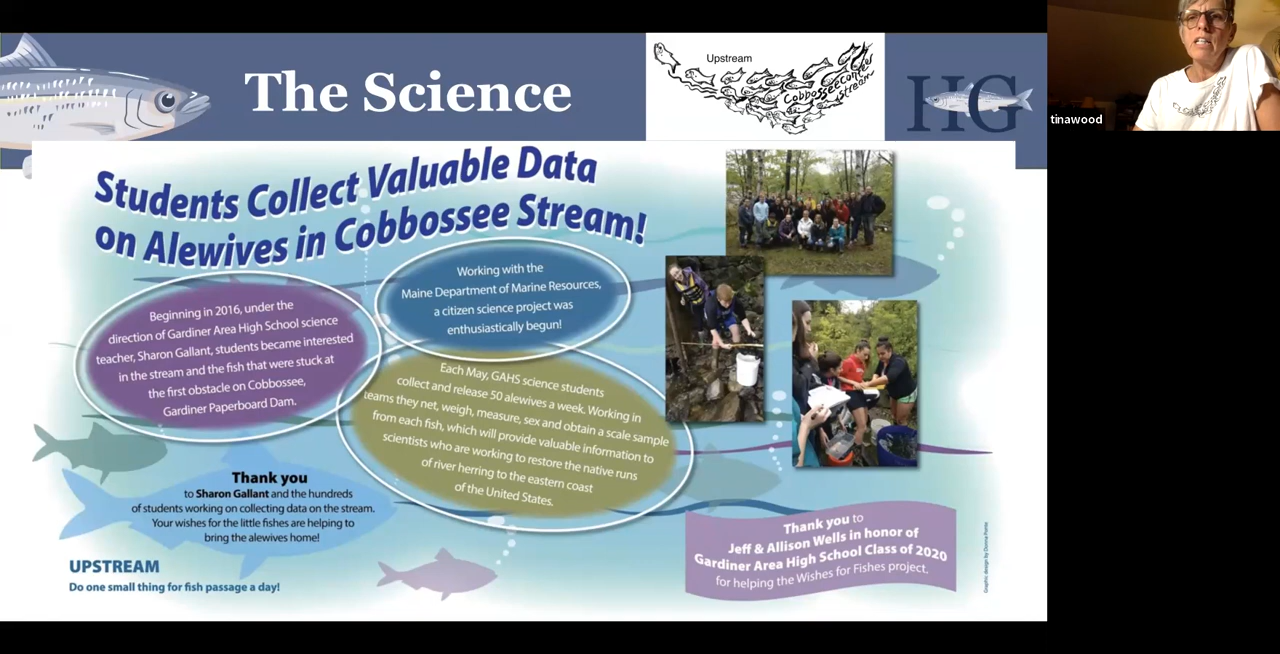 The Science
Upstream
Cobbosseecontee
stream
HG
tinawood
Students Collect Valuable Data
on Alewives in Cobbossee Stream!
Beginning in 2016, under the
direction of Gardiner Area High School science
teacher, Sharon Gallant, students became interested
in the stream and the fish that were stuck at
the first obstacle on Cobbossee,
Gardiner Paperboard Dam.
Working with the
Maine Department of Marine Resources,
a citizen science project was
enthusiastically begun!
Each May, GAHS science students
collect and release 50 alewives a week. Working in
teams they net, weigh, measure, sex and obtain a scale sample
from each fish, which will provide valuable information to
scientists who are working to restore the native runs
of river herring to the eastern coast
of the United States.
Thank you
to Sharon Gallant and the hundreds
of students working on collecting data on the stream.
Your wishes for the little fishes are helping to
bring the alewives home!
UPSTREAM
Do one small thing for fish passage a day!
Thank you to
Jeff & Allison Wells in honor of
Gardiner Area High School Class of 2020
for helping the Wishes for Fishes project.
Graphic design by Donna